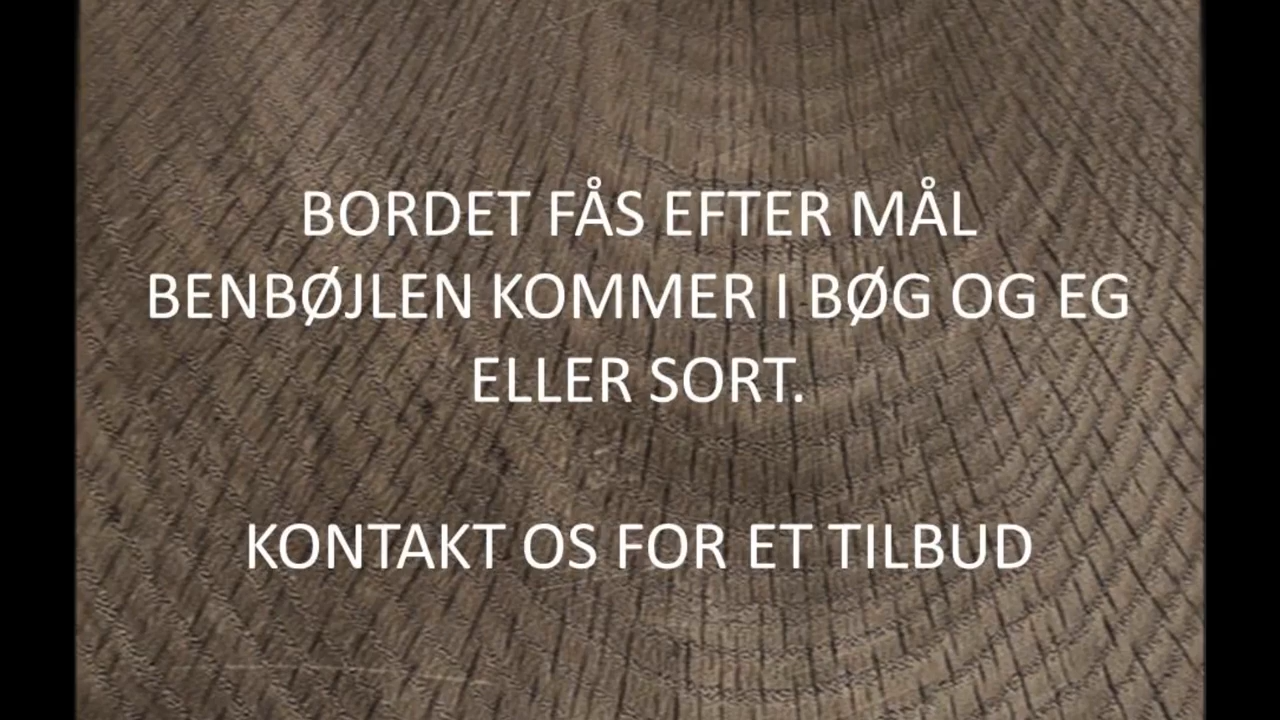 BORDET FÅS EFTER MÅL
BENBØJLEN KOMMER I BØG OG EG
ELLER SORT.
KONTAKT OS FOR ET TILBUD